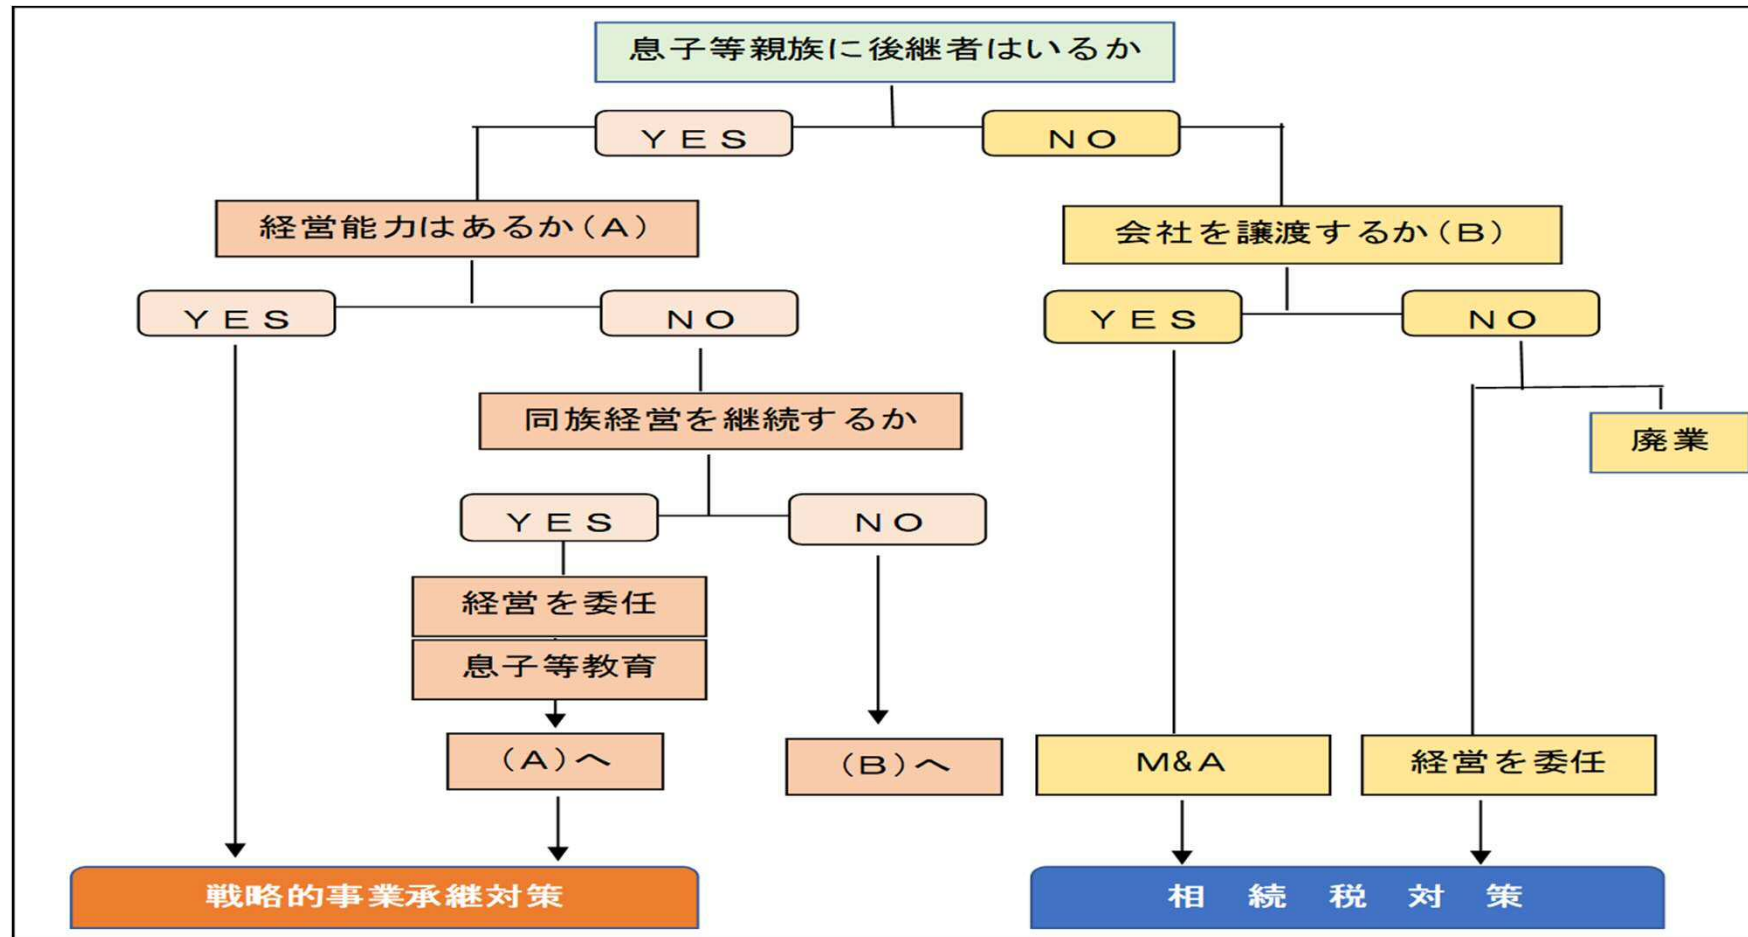 息子等親族に後継者はいるか
YES
NO
経営能力はあるか(A)
会社を譲渡するか(B)
YES
NO
YES
NO
同族経営を継続するか
廃業
YES
NO
経営を委任
息子等教育
(A)へ
(B)へ
M&A
経営を委任
戦略的事業承継対策
相続税対策